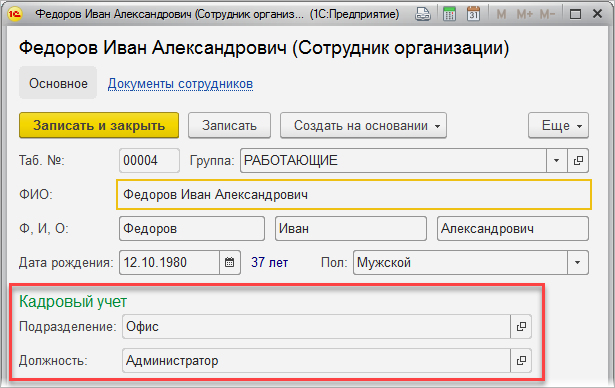 Федоров Иван Александрович (Сотрудник организ... (1С:Предприятие)
Федоров Иван Александрович (Сотрудник организации)
Основное Документы сотрудников
Записать и закрыть Записать Создать на основании Еще
Таб. №: 00004 Группа: РАБОТАЮЩИЕ
ФИО: Федоров Иван Александрович
Ф, И, О: Федоров Иван Александрович
Дата рождения: 12.10.1980 37 лет Пол: Мужской
Кадровый учет
Подразделение: Офис
Должность: Администратор